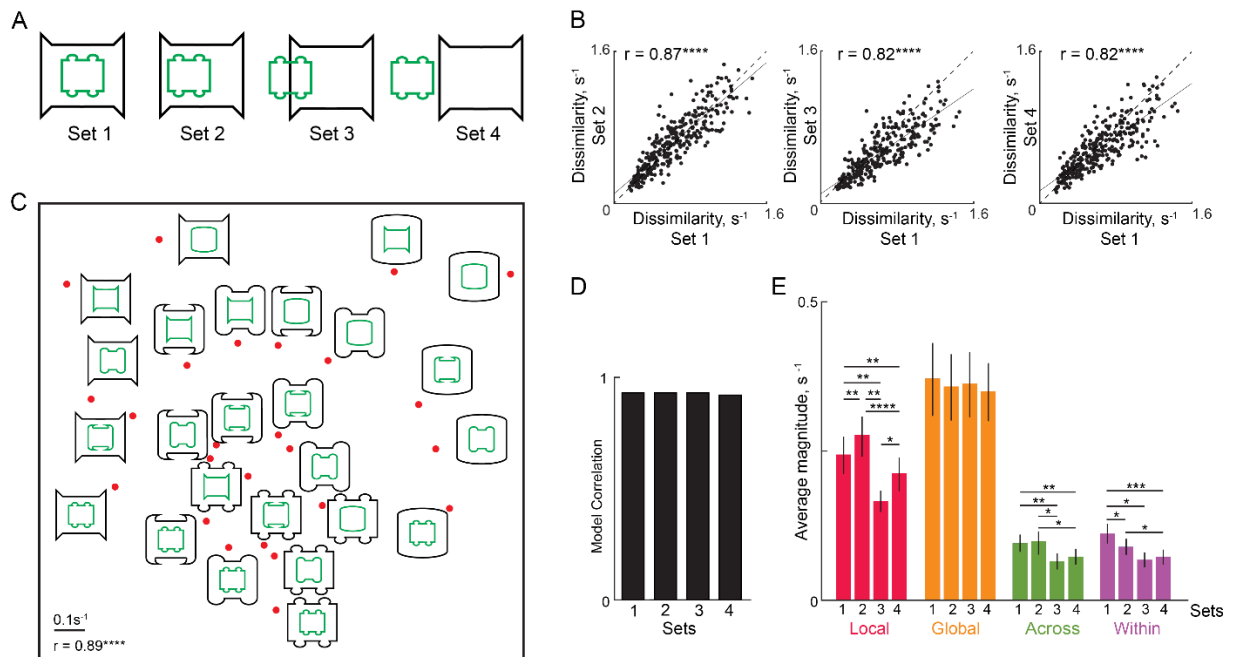 A
Set 1
Set 2
Set 3
Set 4
B
1.6
r = 0.87****
Dissimilarity, s⁻¹
Set 2
0
Dissimilarity, s⁻¹
1.6
Set 1
1.6
r = 0.82****
Dissimilarity, s⁻¹
Set 3
0
Dissimilarity, s⁻¹
1.6
Set 1
1.6
r = 0.82****
Dissimilarity, s⁻¹
Set 4
0
Dissimilarity, s⁻¹
1.6
Set 1
C
0.1s⁻¹
r = 0.89****
D
1
Model Correlation
0
1 2 3 4
Sets
E
0.5
Average magnitude, s⁻¹
0
**
**
** **
****
*
**
**
*
*
***
*
*
*
1 2 3 4 1 2 3 4 1 2 3 4 1 2 3 4 Sets
Local Global Across Within